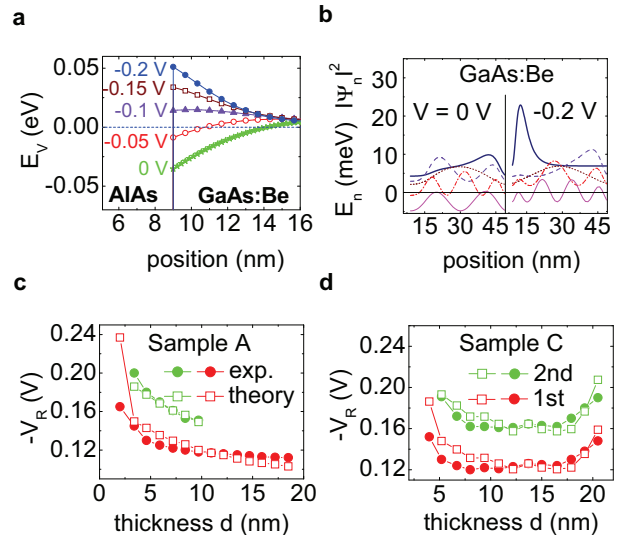 a
0.05
0.00
-0.05
E_V (eV)
-0.2 V
-0.15 V
-0.1 V
-0.05 V
0 V
AlAs
GaAs:Be
6 8 10 12 14 16
position (nm)
b
30
20
10
0
E_n (meV) |Ψ_n|^2
GaAs:Be
V = 0 V
-0.2 V
15 30 45 15 30 45
position (nm)
c
0.24
0.20
0.16
0.12
-V_R (V)
Sample A
exp.
theory
0 5 10 15 20
thickness d (nm)
d
0.24
0.20
0.16
0.12
-V_R (V)
Sample C
2nd
1st
5 10 15 20
thickness d (nm)